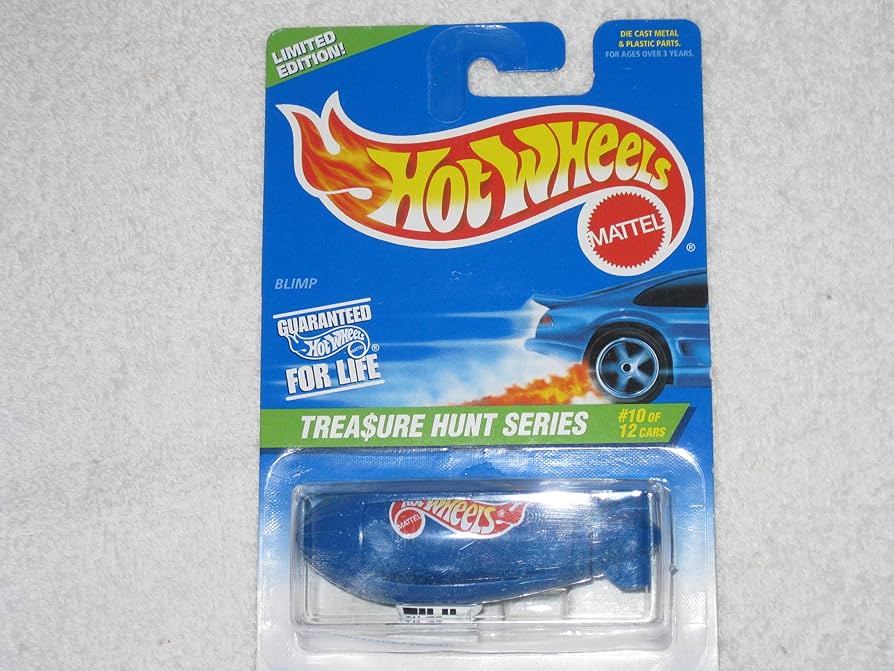 LIMITED
EDITION!
DIE CAST METAL
& PLASTIC PARTS.
FOR AGES OVER 3 YEARS.
HOT WHEELS
MATTEL
®
BLIMP
GUARANTEED
HOT WHEELS
MATTEL
®
FOR LIFE
TREA$URE HUNT SERIES
#10 OF
12 CARS
HOT WHEELS
MATTEL